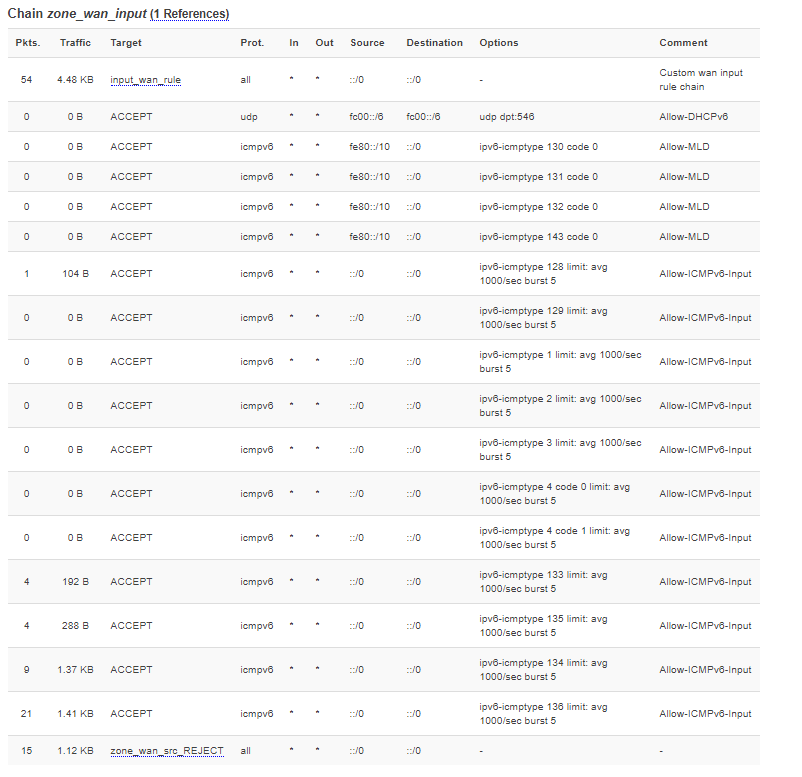 Chain zone_wan_input (1 References)
Pkts. Traffic Target Prot. In Out Source Destination Options Comment
54 4.48 KB input_wan_rule all * * ::/0 ::/0 - Custom wan input
rule chain
0 0 B ACCEPT udp * * fc00::/6 fc00::/6 udp dpt:546 Allow-DHCPv6
0 0 B ACCEPT icmpv6 * * fe80::/10 ::/0 ipv6-icmptype 130 code 0 Allow-MLD
0 0 B ACCEPT icmpv6 * * fe80::/10 ::/0 ipv6-icmptype 131 code 0 Allow-MLD
0 0 B ACCEPT icmpv6 * * fe80::/10 ::/0 ipv6-icmptype 132 code 0 Allow-MLD
0 0 B ACCEPT icmpv6 * * fe80::/10 ::/0 ipv6-icmptype 143 code 0 Allow-MLD
1 104 B ACCEPT icmpv6 * * ::/0 ::/0 ipv6-icmptype 128 limit: avg
1000/sec burst 5 Allow-ICMPv6-Input
0 0 B ACCEPT icmpv6 * * ::/0 ::/0 ipv6-icmptype 129 limit: avg
1000/sec burst 5 Allow-ICMPv6-Input
0 0 B ACCEPT icmpv6 * * ::/0 ::/0 ipv6-icmptype 1 limit: avg 1000/sec
burst 5 Allow-ICMPv6-Input
0 0 B ACCEPT icmpv6 * * ::/0 ::/0 ipv6-icmptype 2 limit: avg 1000/sec
burst 5 Allow-ICMPv6-Input
0 0 B ACCEPT icmpv6 * * ::/0 ::/0 ipv6-icmptype 3 limit: avg 1000/sec
burst 5 Allow-ICMPv6-Input
0 0 B ACCEPT icmpv6 * * ::/0 ::/0 ipv6-icmptype 4 code 0 limit: avg
1000/sec burst 5 Allow-ICMPv6-Input
0 0 B ACCEPT icmpv6 * * ::/0 ::/0 ipv6-icmptype 4 code 1 limit: avg
1000/sec burst 5 Allow-ICMPv6-Input
4 192 B ACCEPT icmpv6 * * ::/0 ::/0 ipv6-icmptype 133 limit: avg
1000/sec burst 5 Allow-ICMPv6-Input
4 288 B ACCEPT icmpv6 * * ::/0 ::/0 ipv6-icmptype 135 limit: avg
1000/sec burst 5 Allow-ICMPv6-Input
9 1.37 KB ACCEPT icmpv6 * * ::/0 ::/0 ipv6-icmptype 134 limit: avg
1000/sec burst 5 Allow-ICMPv6-Input
21 1.41 KB ACCEPT icmpv6 * * ::/0 ::/0 ipv6-icmptype 136 limit: avg
1000/sec burst 5 Allow-ICMPv6-Input
15 1.12 KB zone_wan_src_REJECT all * * ::/0 ::/0 - -